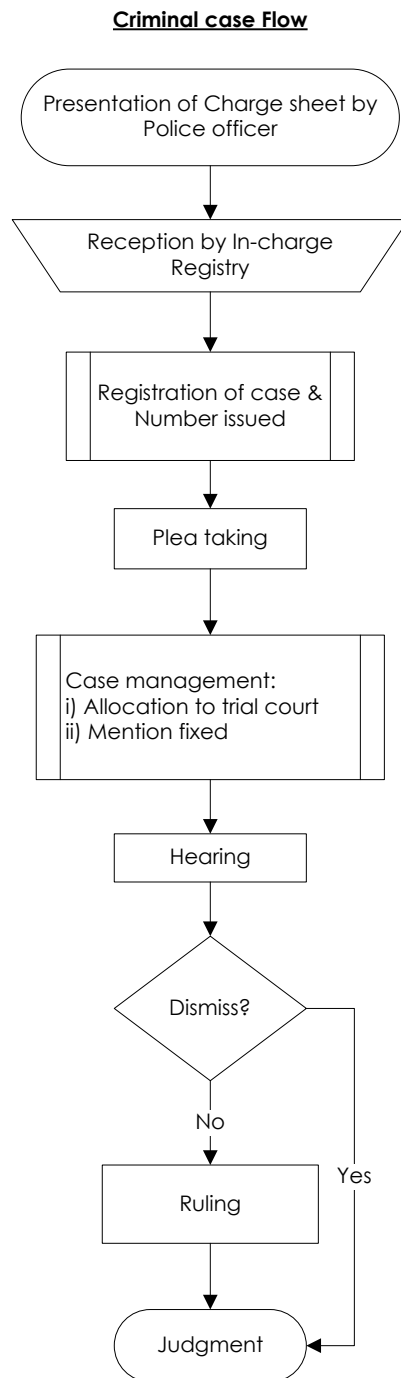 Criminal case Flow
Presentation of Charge sheet by
Police officer
Reception by In-charge
Registry
Registration of case &
Number issued
Plea taking
Case management:
i) Allocation to trial court
ii) Mention fixed
Hearing
Dismiss?
No
Yes
Ruling
Judgment